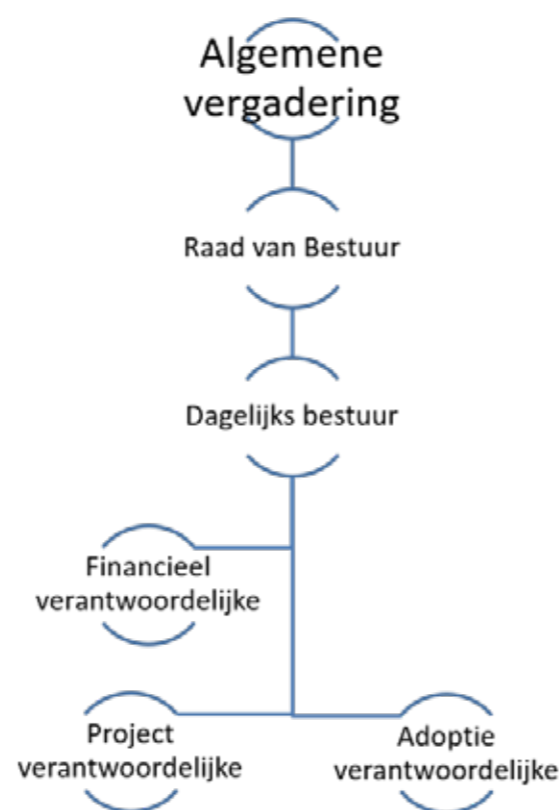 Algemene
vergadering
Raad van Bestuur
Dagelijks bestuur
Financieel
verantwoordelijke
Project
verantwoordelijke
Adoptie
verantwoordelijke